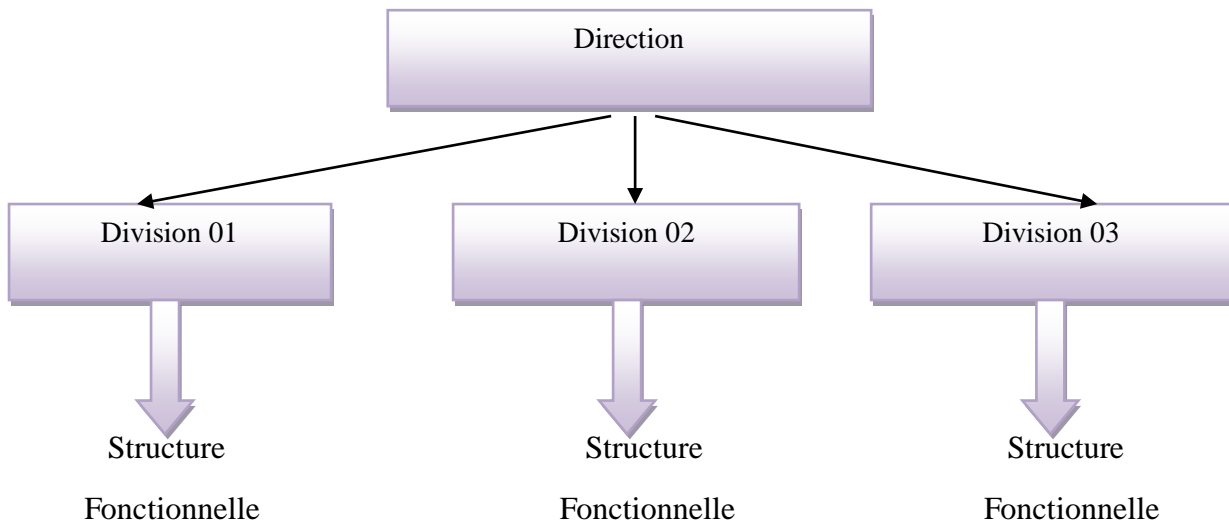 Direction
Division 01
Division 02
Division 03
Structure
Fonctionnelle
Structure
Fonctionnelle
Structure
Fonctionnelle